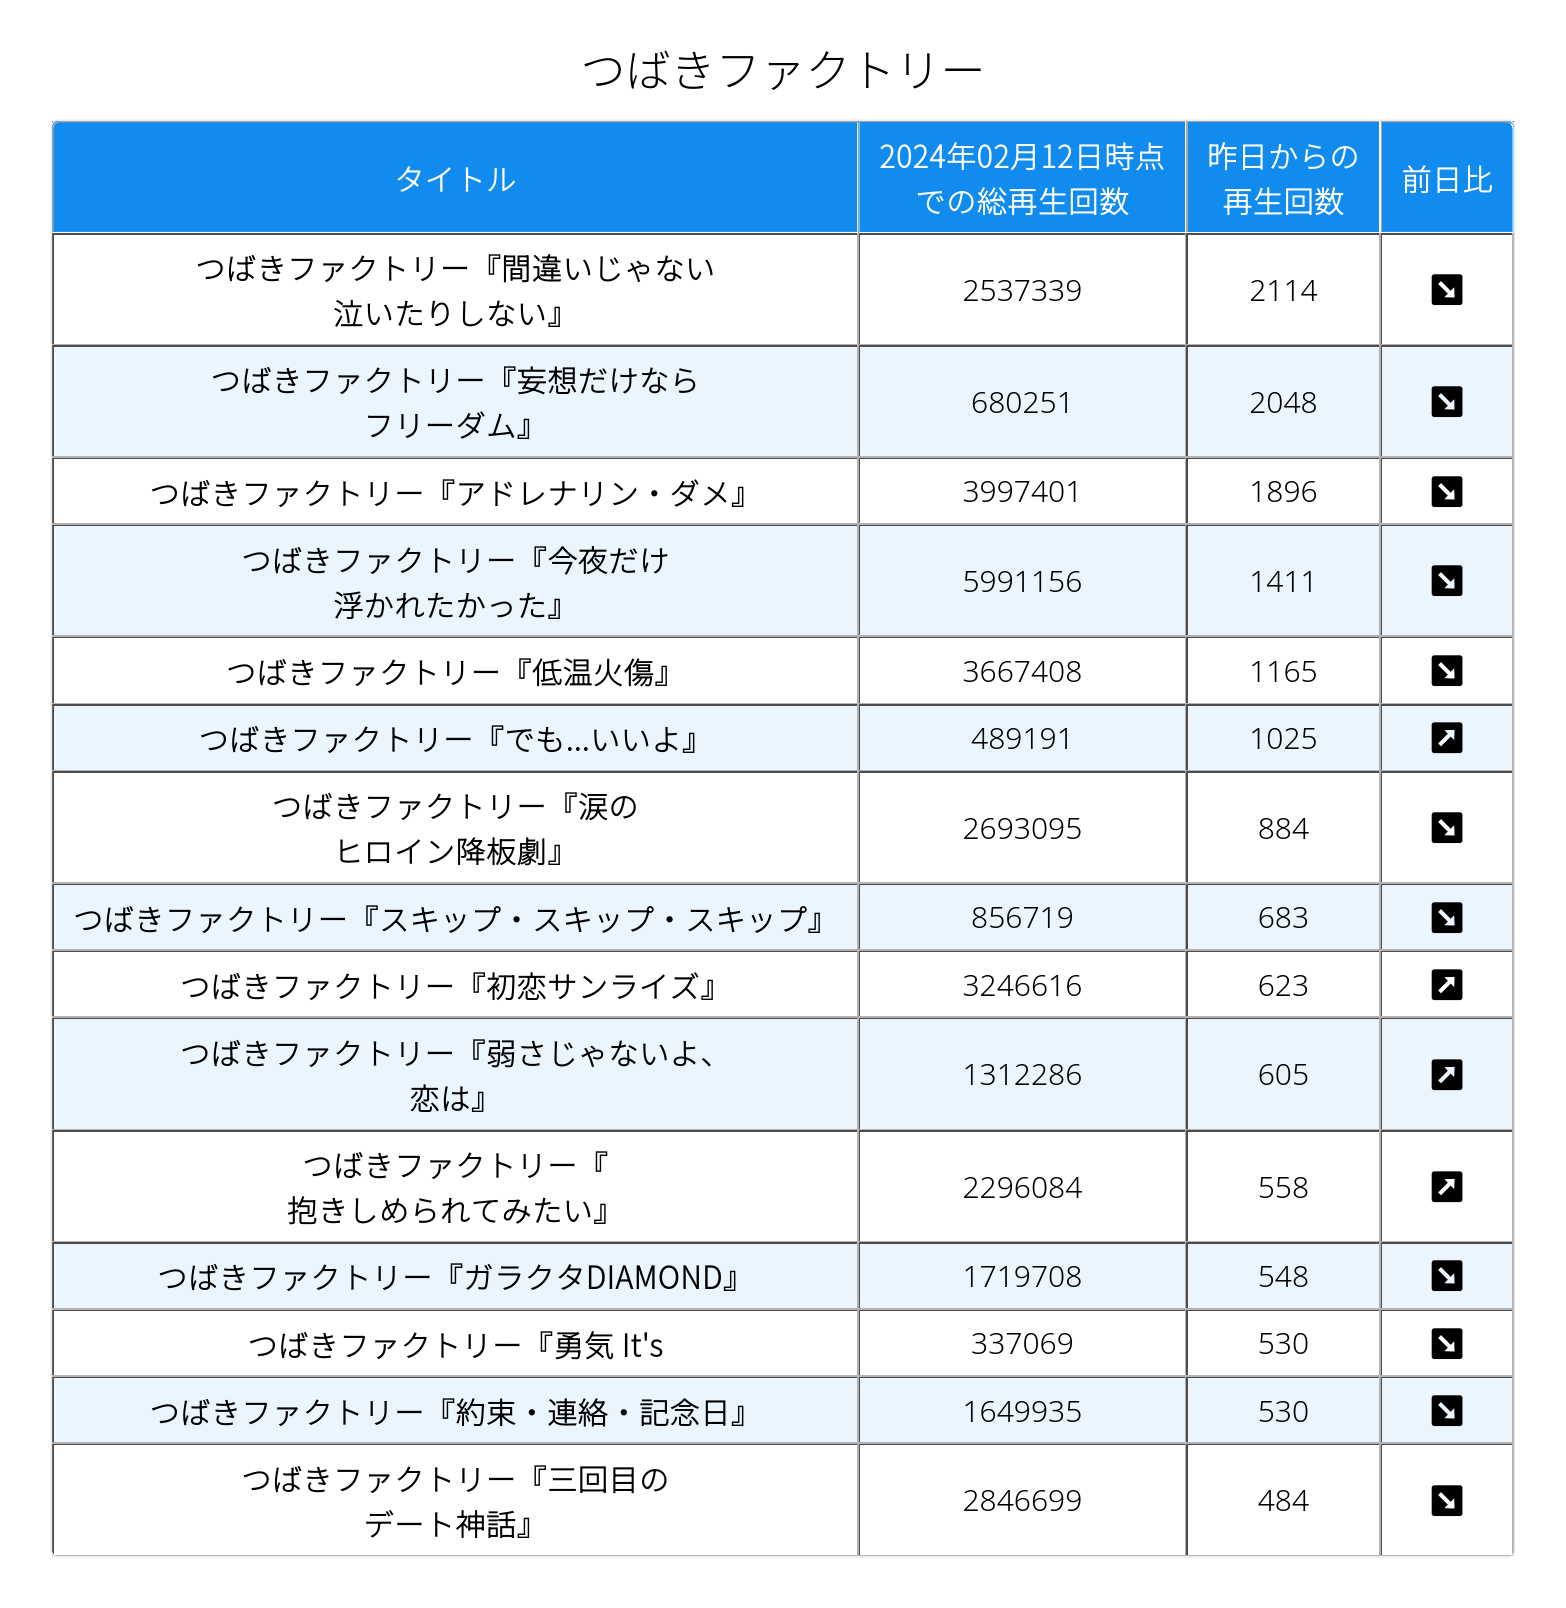 つばきファクトリー
タイトル
2024年02月12日時点
での総再生回数
昨日からの
再生回数
前日比
つばきファクトリー『間違いじゃない
泣いたりしない』
2537339
2114
つばきファクトリー『妄想だけなら
フリーダム』
680251
2048
つばきファクトリー『アドレナリン・ダメ』
3997401
1896
つばきファクトリー『今夜だけ
浮かれたかった』
5991156
1411
つばきファクトリー『低温火傷』
3667408
1165
つばきファクトリー『でも...いいよ』
489191
1025
つばきファクトリー『涙の
ヒロイン降板劇』
2693095
884
つばきファクトリー『スキップ・スキップ・スキップ』
856719
683
つばきファクトリー『初恋サンライズ』
3246616
623
つばきファクトリー『弱さじゃないよ、
恋は』
1312286
605
つばきファクトリー『
抱きしめられてみたい』
2296084
558
つばきファクトリー『ガラクタDIAMOND』
1719708
548
つばきファクトリー『勇気 It's
337069
530
つばきファクトリー『約束・連絡・記念日』
1649935
530
つばきファクトリー『三回目の
デート神話』
2846699
484